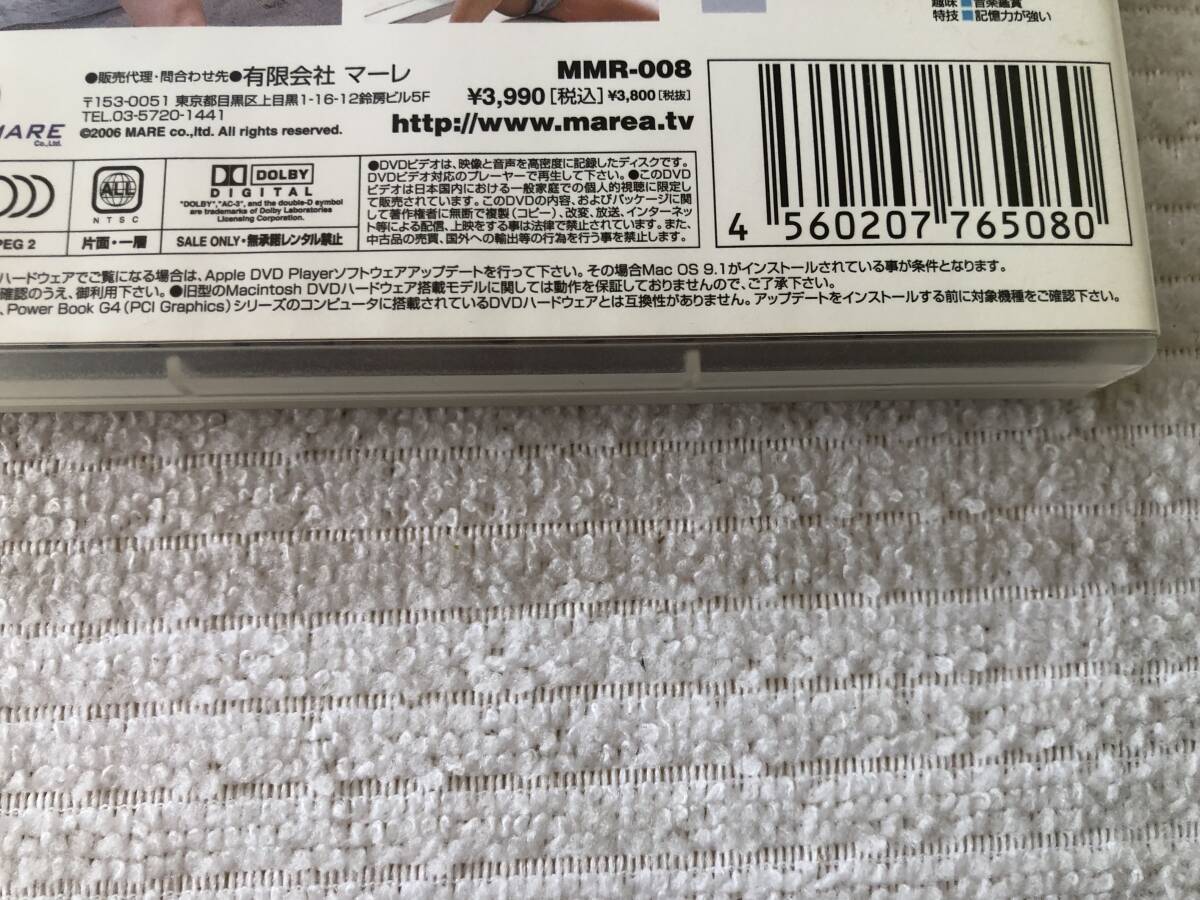 趣味■音楽鑑賞
特技■記憶力が強い
●販売代理・問合わせ先●有限会社 マーレ
〒153-0051 東京都目黒区上目黒1-16-12鈴房ビル5F
TEL.03-5720-1441
©2006 MARE co.,ltd. All rights reserved.
MARE
Co.,Ltd.
MMR-008
¥3,990[税込]¥3,800[税抜]
http://www.marea.tv
ALL
NTSC
DOLBY
DIGITAL
"DOLBY","AC-3", and the double-D symbol
are trademarks of Dolby Laboratories
Licensing Corporation.
PEG 2
片面・一層
SALE ONLY・無承諾レンタル禁止
●DVDビデオは、映像と音声を高密度に記録したディスクです。
DVDビデオ対応のプレーヤーで再生して下さい。●このDVD
ビデオは日本国内における一般家庭での個人的聴視に限定し
て販売されています。このDVDの内容、およびパッケージに関
して著作権者に無断で複製(コピー)、改変、放送、インターネッ
ト等による配信、上映をする事は法律で禁止されています。また、
中古品の売買、国外への輸出等の行為を行う事を禁止します。
4 560207 765080
ハードウェアでご覧になる場合は、Apple DVD Playerソフトウェアアップデートを行って下さい。その場合Mac OS 9.1がインストールされている事が条件となります。
確認のうえ、御利用下さい。●旧型のMacintosh DVDハードウェア搭載モデルに関しては動作を保証しておりませんので、ご了承下さい。
、Power Book G4(PCI Graphics)シリーズのコンピュータに搭載されているDVDハードウェアとは互換性がありません。アップデートをインストールする前に対象機種をご確認下さい。